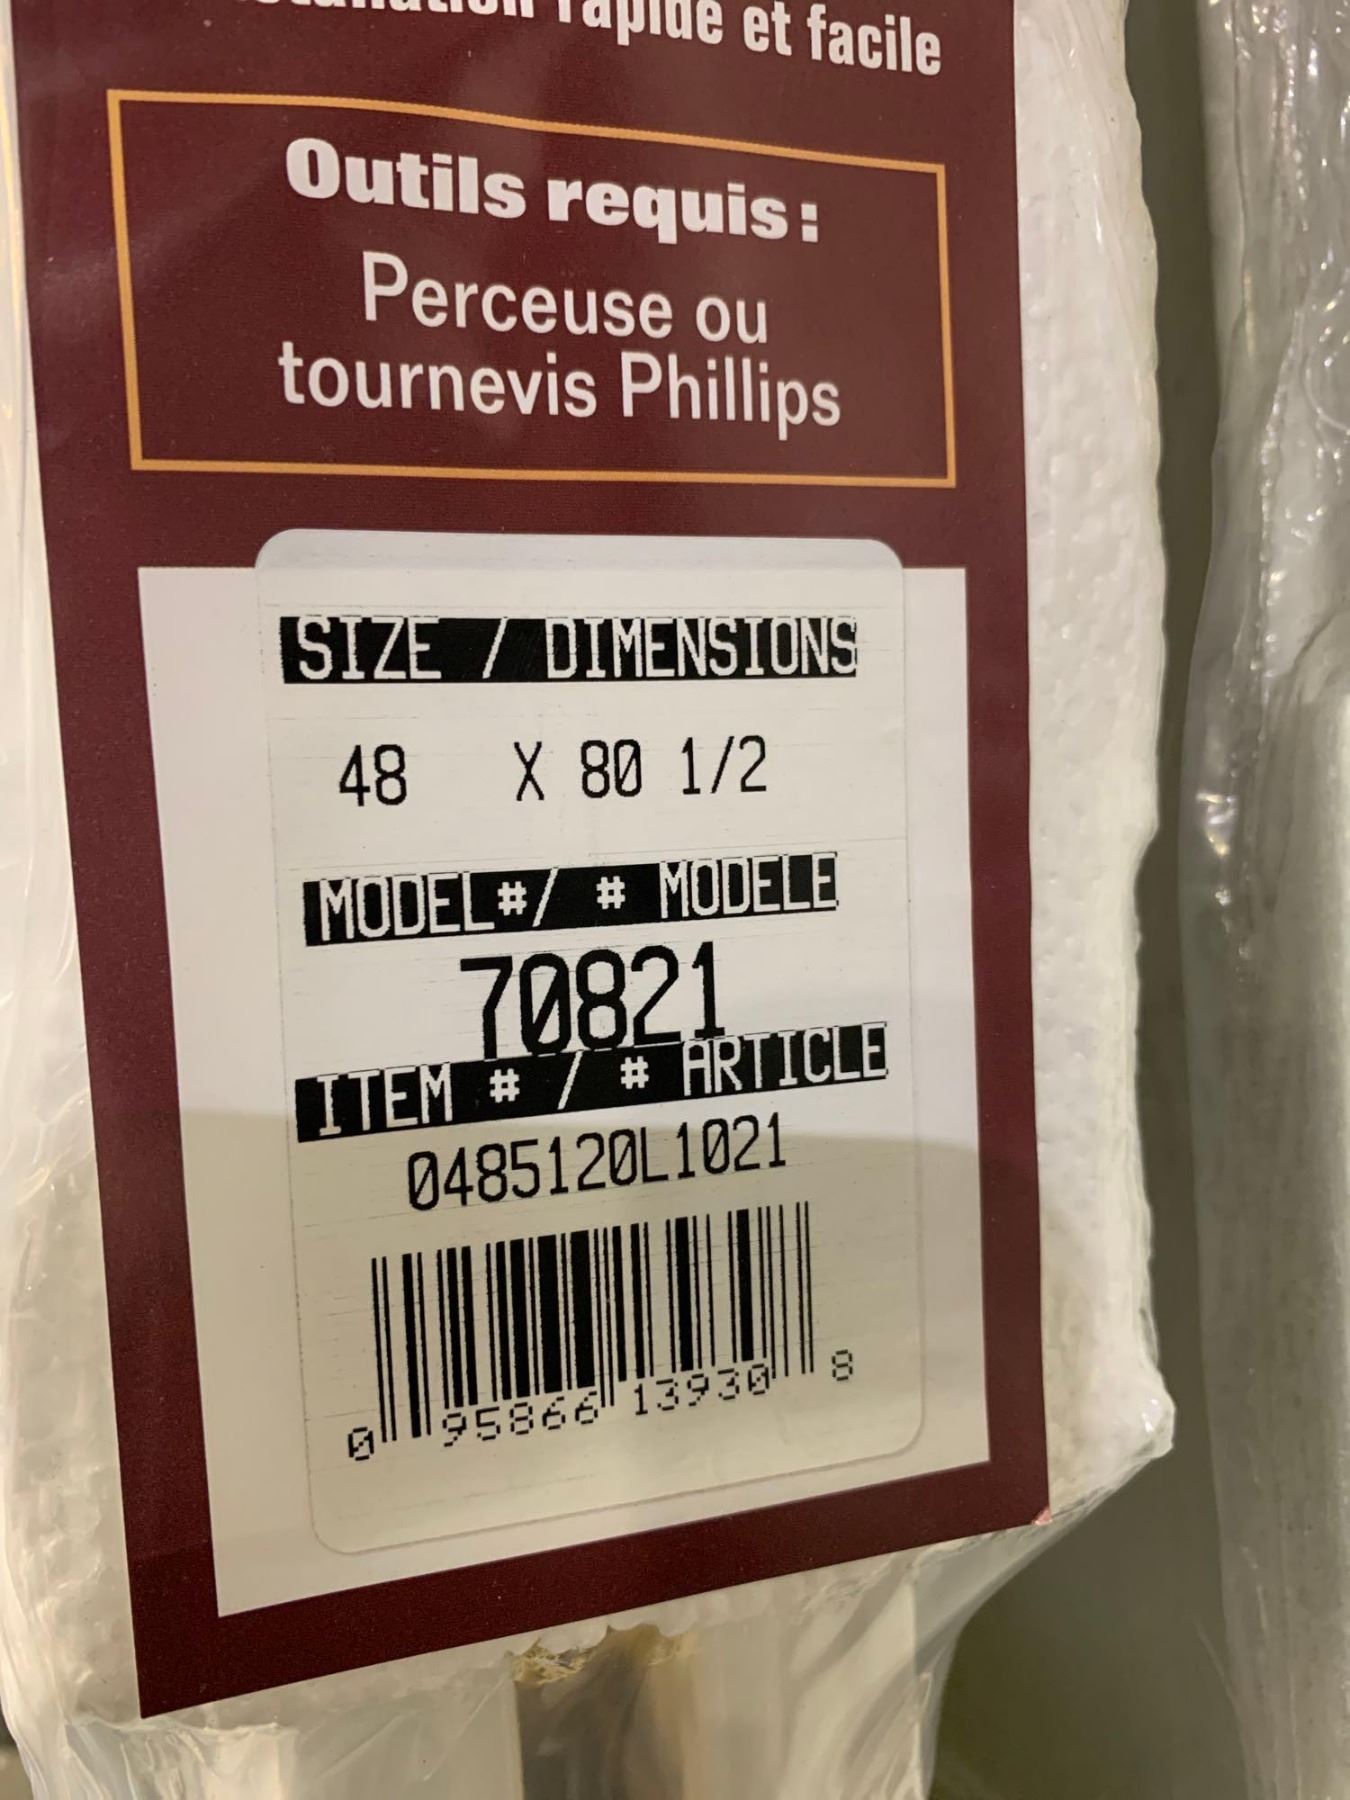 rapide et facile
Outils requis :
Perceuse ou
tournevis Phillips
SIZE / DIMENSIONS
48 X 80 1/2
MODEL#/ # MODELE
70821
ITEM # / # ARTICLE
0485120L1021
0 95866 13930 8